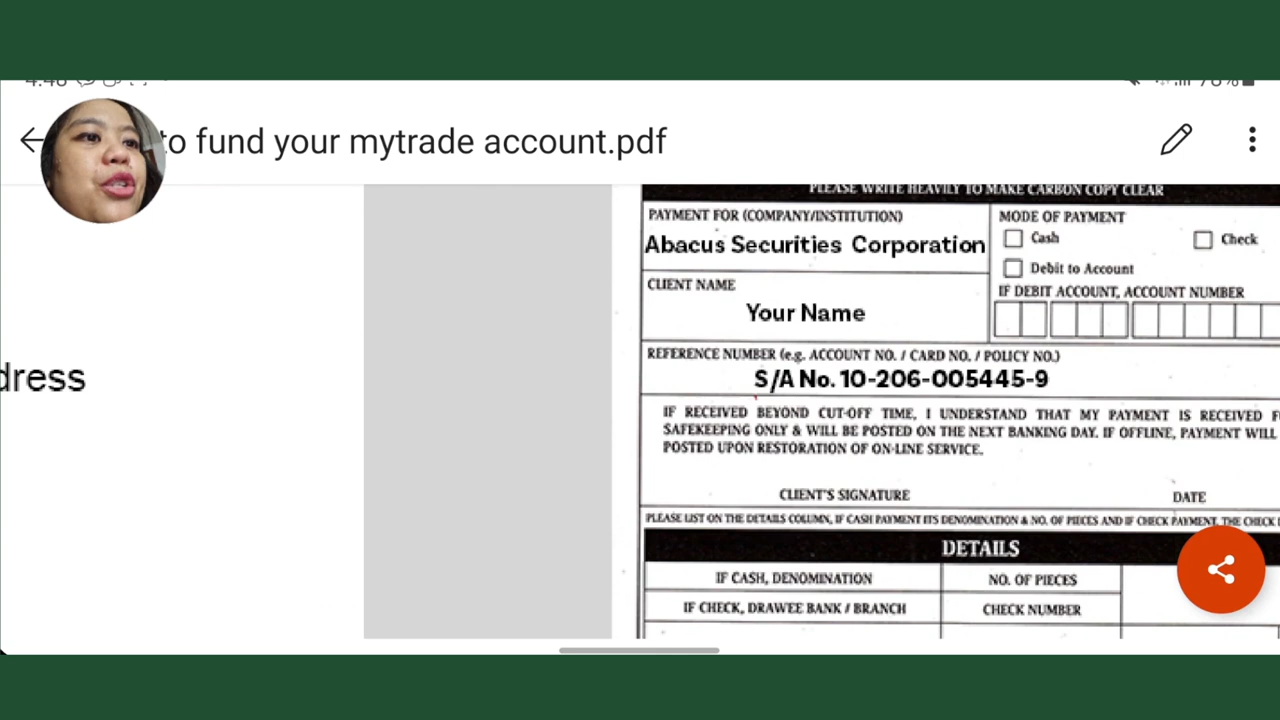 to fund your mytrade account.pdf
PLEASE WRITE HEAVILY TO MAKE CARBON COPY CLEAR
PAYMENT FOR (COMPANY/INSTITUTION)
Abacus Securities Corporation
MODE OF PAYMENT
Cash
Check
Debit to Account
CLIENT NAME
Your Name
IF DEBIT ACCOUNT, ACCOUNT NUMBER
REFERENCE NUMBER (e.g. ACCOUNT NO. / CARD NO. / POLICY NO.)
S/A No. 10-206-005445-9
dress
IF RECEIVED BEYOND CUT-OFF TIME, I UNDERSTAND THAT MY PAYMENT IS RECEIVED
SAFEKEEPING ONLY & WILL BE POSTED ON THE NEXT BANKING DAY. IF OFFLINE, PAYMENT WILL
POSTED UPON RESTORATION OF ON-LINE SERVICE.
CLIENT'S SIGNATURE
DATE
PLEASE LIST ON THE DETAILS COLUMN, IF CASH PAYMENT ITS DENOMINATION & NO. OF PIECES AND IF CHECK PAYMENT, THE CHECK
DETAILS
IF CASH, DENOMINATION
NO. OF PIECES
IF CHECK, DRAWEE BANK / BRANCH
CHECK NUMBER